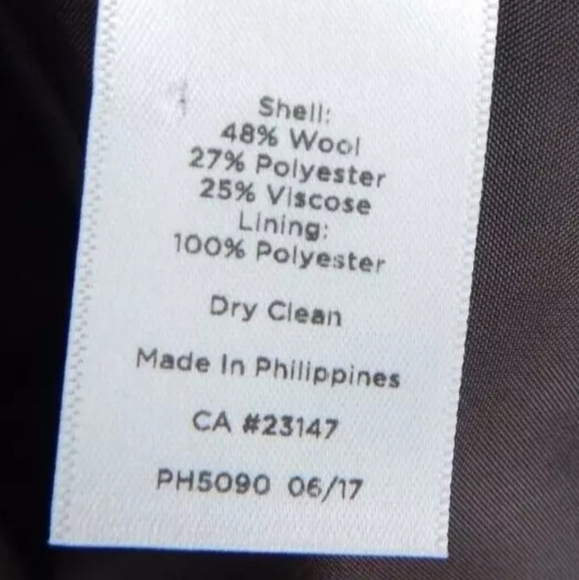 Shell:
48% Wool
27% Polyester
25% Viscose
Lining:
100% Polyester
Dry Clean
Made In Philippines
CA #23147
PH5090 06/17